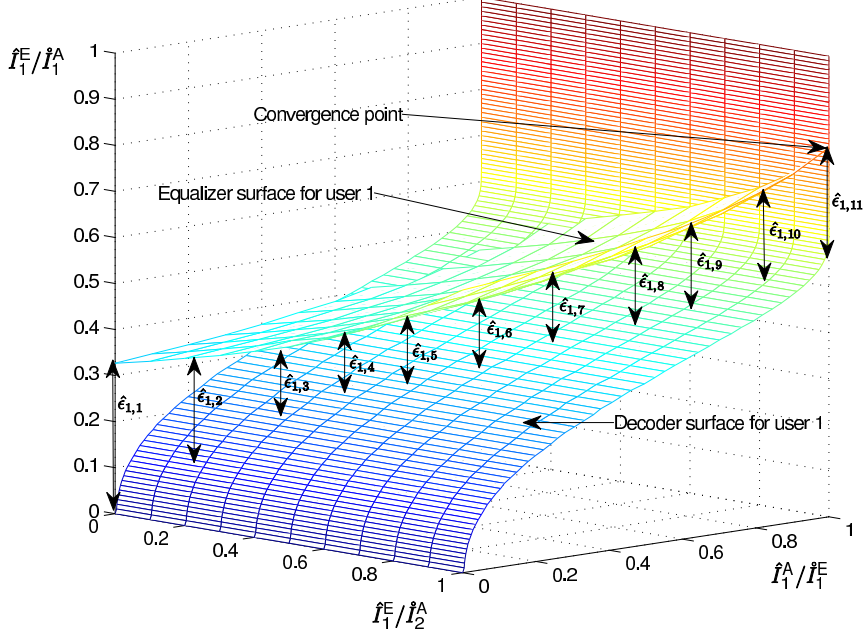 Î₁ᴱ/I̊₁ᴬ
1
0.9
0.8
0.7
0.6
0.5
0.4
0.3
0.2
0.1
0
Convergence point
Equalizer surface for user 1
Decoder surface for user 1
ε̂₁,₁
ε̂₁,₂
ε̂₁,₃
ε̂₁,₄
ε̂₁,₅
ε̂₁,₆
ε̂₁,₇
ε̂₁,₈
ε̂₁,₉
ε̂₁,₁₀
ε̂₁,₁₁
0
0.2
0.4
0.6
0.8
1
Î₁ᴱ/I̊₂ᴬ
0
0.2
0.4
0.6
0.8
1
Î₁ᴬ/I̊₁ᴱ